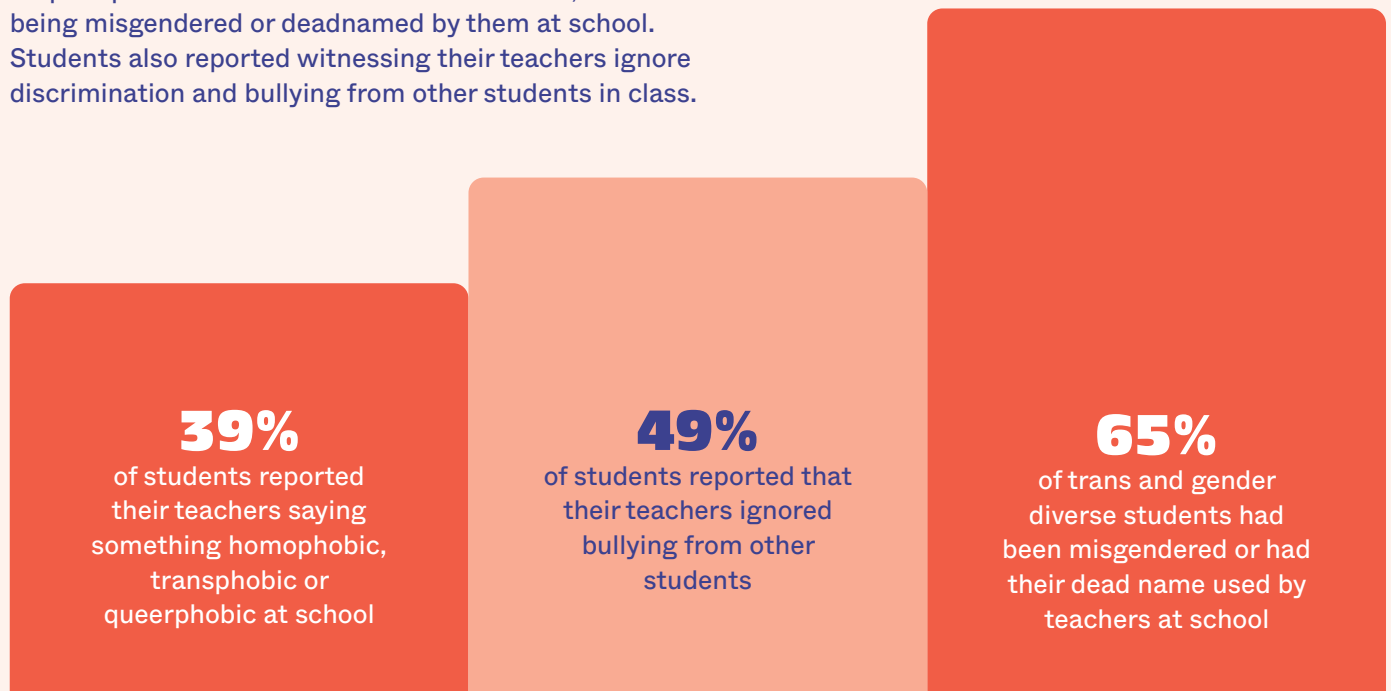 being misgendered or deadnamed by them at school.
Students also reported witnessing their teachers ignore
discrimination and bullying from other students in class.
39%
of students reported
their teachers saying
something homophobic,
transphobic or
queerphobic at school
49%
of students reported that
their teachers ignored
bullying from other
students
65%
of trans and gender
diverse students had
been misgendered or had
their dead name used by
teachers at school